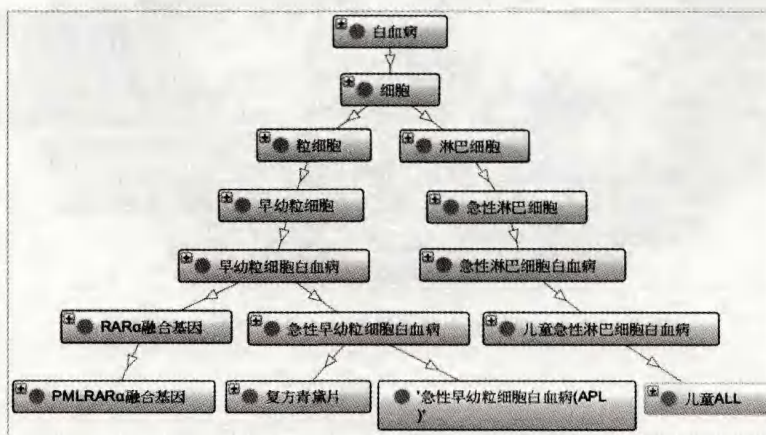 白血病
细胞
粒细胞
淋巴细胞
早幼粒细胞
急性淋巴细胞
早幼粒细胞白血病
急性淋巴细胞白血病
RARα融合基因
急性早幼粒细胞白血病
儿童急性淋巴细胞白血病
PMLRARα融合基因
复方青黛片
'急性早幼粒细胞白血病(APL
)'
儿童ALL